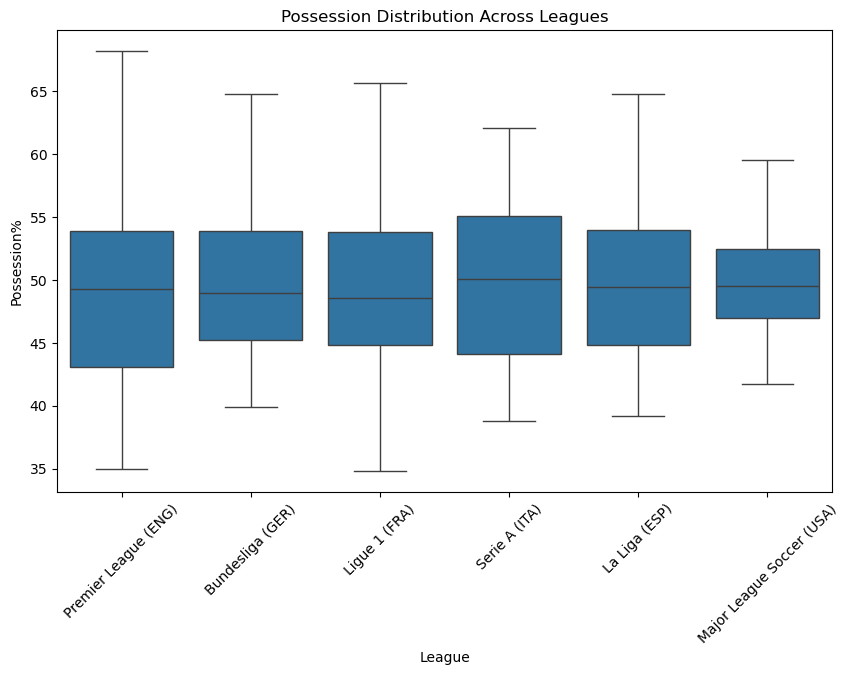 Possession Distribution Across Leagues
Possession%
65
60
55
50
45
40
35
Premier League (ENG)
Bundesliga (GER)
Ligue 1 (FRA)
Serie A (ITA)
La Liga (ESP)
Major League Soccer (USA)
League